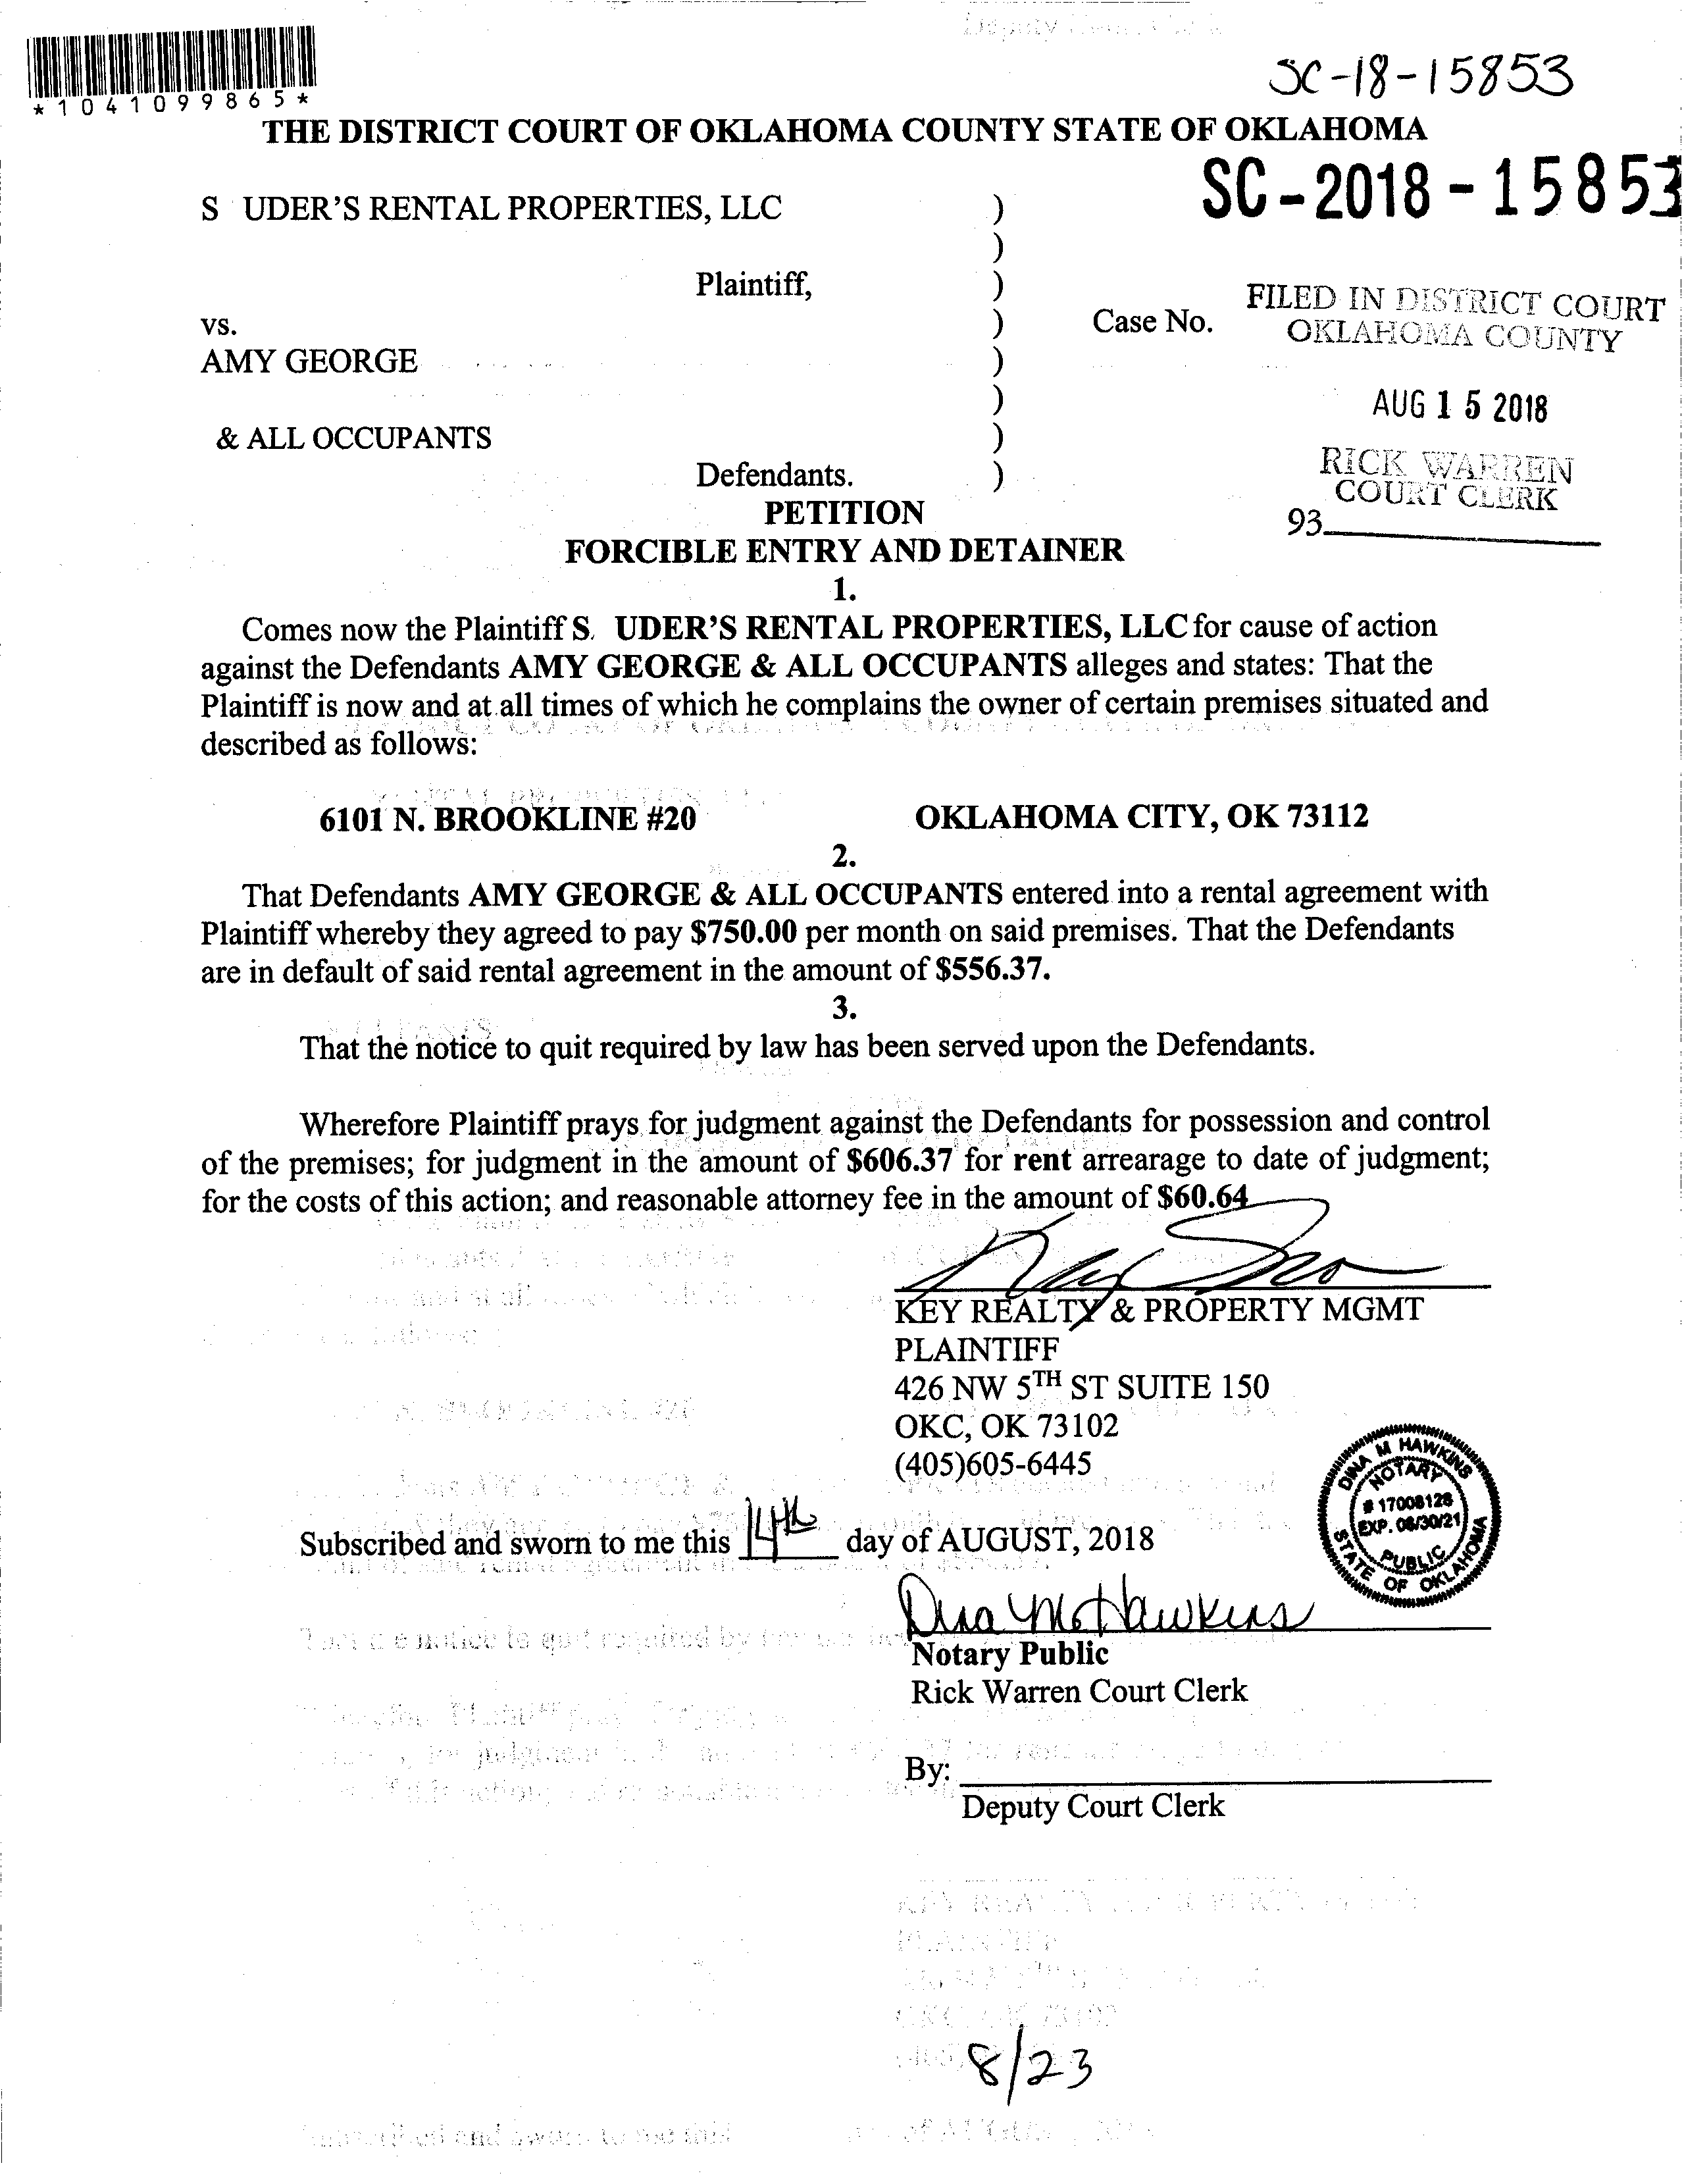 SC-18-15853
*1041099865*
THE DISTRICT COURT OF OKLAHOMA COUNTY STATE OF OKLAHOMA
SC-2018-15853
S UDER'S RENTAL PROPERTIES, LLC )
)
Plaintiff, )
vs. ) Case No.
FILED IN DISTRICT COURT
OKLAHOMA COUNTY
AMY GEORGE )
)
AUG 15 2018
& ALL OCCUPANTS )
RICK WARREN
COURT CLERK
Defendants. )
93
PETITION
FORCIBLE ENTRY AND DETAINER
1.
Comes now the Plaintiff S. UDER'S RENTAL PROPERTIES, LLC for cause of action
against the Defendants AMY GEORGE & ALL OCCUPANTS alleges and states: That the
Plaintiff is now and at all times of which he complains the owner of certain premises situated and
described as follows:
6101 N. BROOKLINE #20 OKLAHOMA CITY, OK 73112
2.
That Defendants AMY GEORGE & ALL OCCUPANTS entered into a rental agreement with
Plaintiff whereby they agreed to pay $750.00 per month on said premises. That the Defendants
are in default of said rental agreement in the amount of $556.37.
3.
That the notice to quit required by law has been served upon the Defendants.
Wherefore Plaintiff prays for judgment against the Defendants for possession and control
of the premises; for judgment in the amount of $606.37 for rent arrearage to date of judgment;
for the costs of this action; and reasonable attorney fee in the amount of $60.64
KEY REALTY & PROPERTY MGMT
PLAINTIFF
426 NW 5TH ST SUITE 150
OKC, OK 73102
(405)605-6445
DINA M HAWKINS
NOTARY
# 17008126
EXP. 08/30/21
PUBLIC
STATE OF OKLAHOMA
Subscribed and sworn to me this 14th day of AUGUST, 2018
Dina M Hawkins
Notary Public
Rick Warren Court Clerk
By:
Deputy Court Clerk
8/23